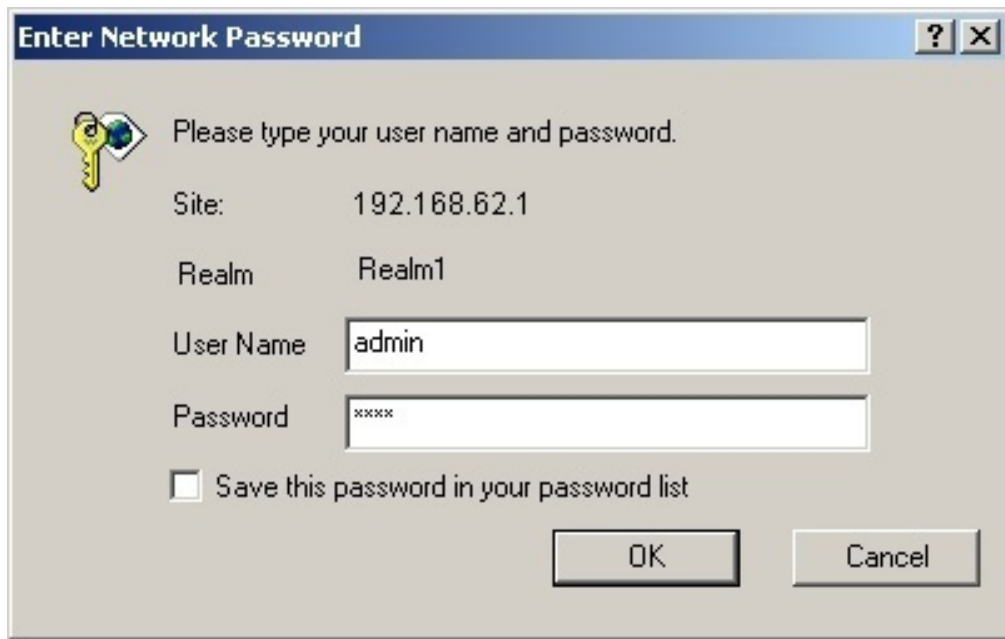 Enter Network Password
Please type your user name and password.
Site: 192.168.62.1
Realm Realm1
User Name admin
Password ××××
Save this password in your password list
OK Cancel